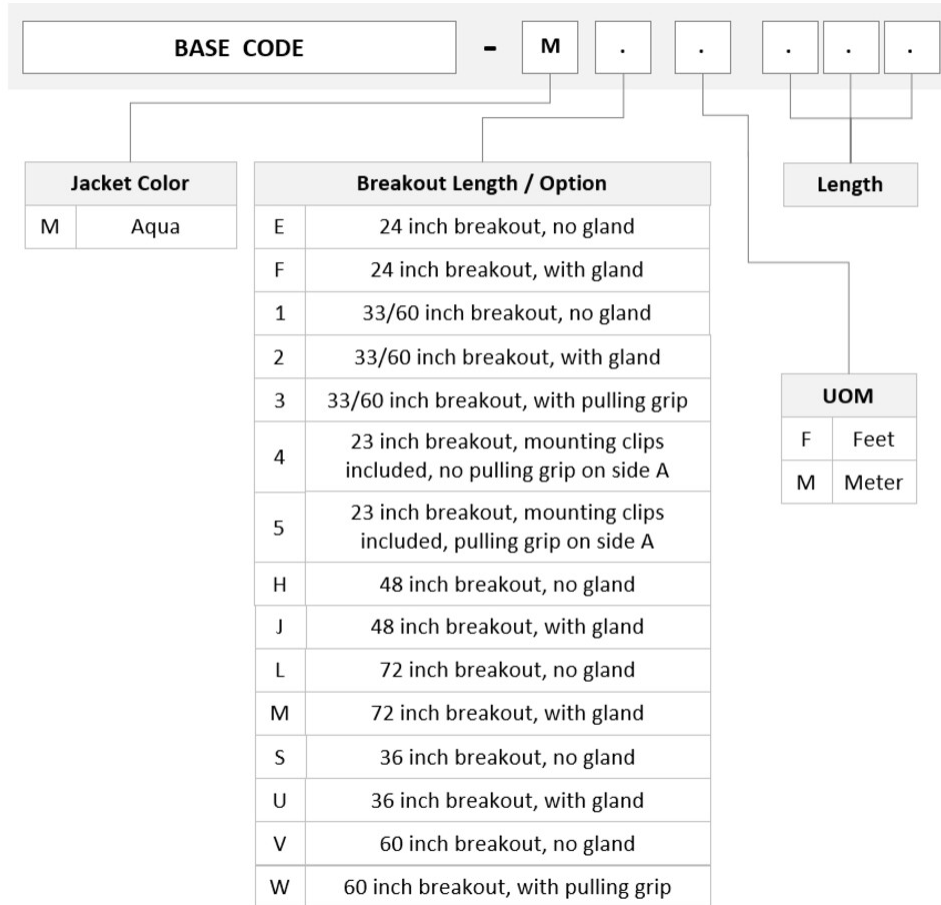 BASE CODE - M . . . . .
Jacket Color
M Aqua
Breakout Length / Option
E 24 inch breakout, no gland
F 24 inch breakout, with gland
1 33/60 inch breakout, no gland
2 33/60 inch breakout, with gland
3 33/60 inch breakout, with pulling grip
4 23 inch breakout, mounting clips
included, no pulling grip on side A
5 23 inch breakout, mounting clips
included, pulling grip on side A
H 48 inch breakout, no gland
J 48 inch breakout, with gland
L 72 inch breakout, no gland
M 72 inch breakout, with gland
S 36 inch breakout, no gland
U 36 inch breakout, with gland
V 60 inch breakout, no gland
W 60 inch breakout, with pulling grip
Length
UOM
F Feet
M Meter